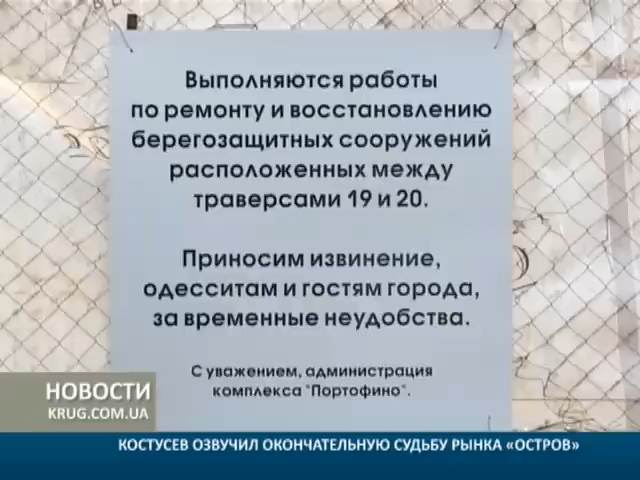 Выполняются работы
по ремонту и восстановлению
берегозащитных сооружений
расположенных между
траверсами 19 и 20.
Приносим извинение,
одесситам и гостям города,
за временные неудобства.
С уважением, администрация
комплекса "Портофино".
НОВОСТИ
KRUG.COM.UA
КОСТУСЕВ ОЗВУЧИЛ ОКОНЧАТЕЛЬНУЮ СУДЬБУ РЫНКА «ОСТРОВ»